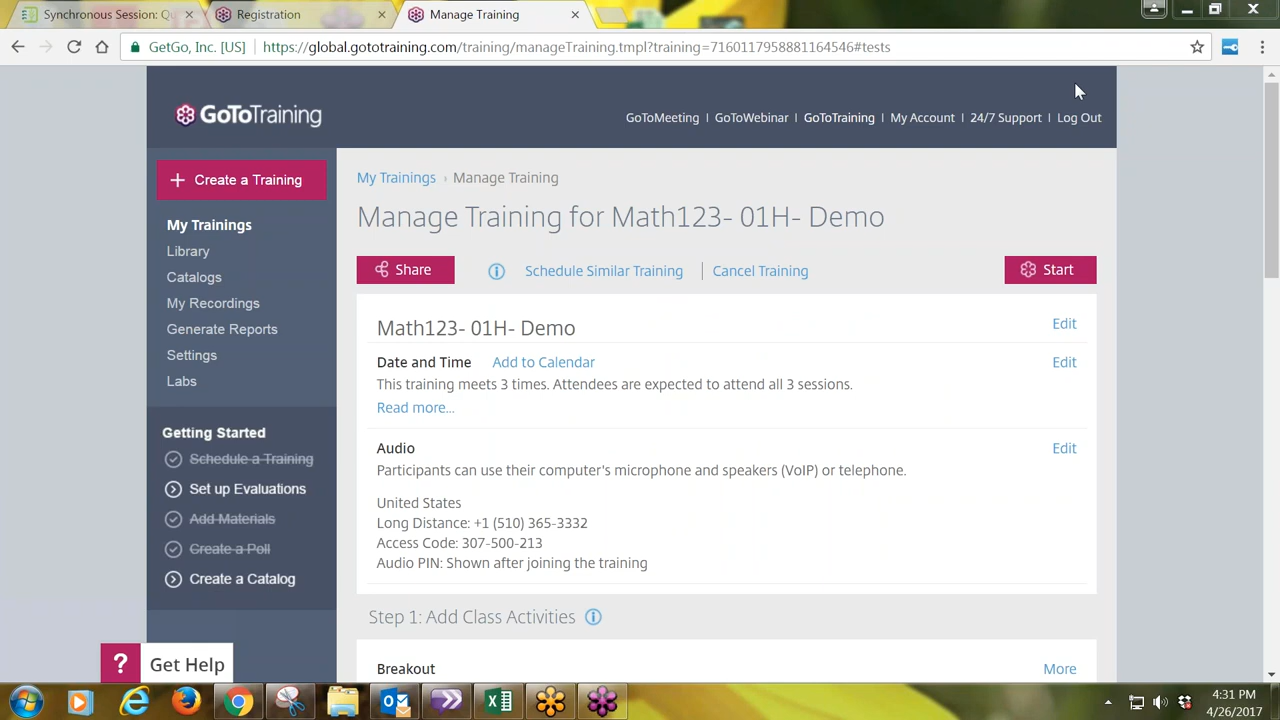 Synchronous Session: Qu
Registration
Manage Training
GetGo, Inc. [US]
https://global.gototraining.com/training/manageTraining.tmpl?training=7160117958881164546#tests
GoToTraining
GoToMeeting | GoToWebinar | GoToTraining | My Account | 24/7 Support | Log Out
+ Create a Training
My Trainings
Library
Catalogs
My Recordings
Generate Reports
Settings
Labs
Getting Started
Schedule a Training
Set up Evaluations
Add Materials
Create a Poll
Create a Catalog
? Get Help
My Trainings › Manage Training
Manage Training for Math123- 01H- Demo
Share
Schedule Similar Training | Cancel Training
Start
Math123- 01H- Demo
Edit
Date and Time Add to Calendar
Edit
This training meets 3 times. Attendees are expected to attend all 3 sessions.
Read more...
Audio
Edit
Participants can use their computer's microphone and speakers (VoIP) or telephone.
United States
Long Distance: +1 (510) 365-3332
Access Code: 307-500-213
Audio PIN: Shown after joining the training
Step 1: Add Class Activities
Breakout
More
4:31 PM
4/26/2017